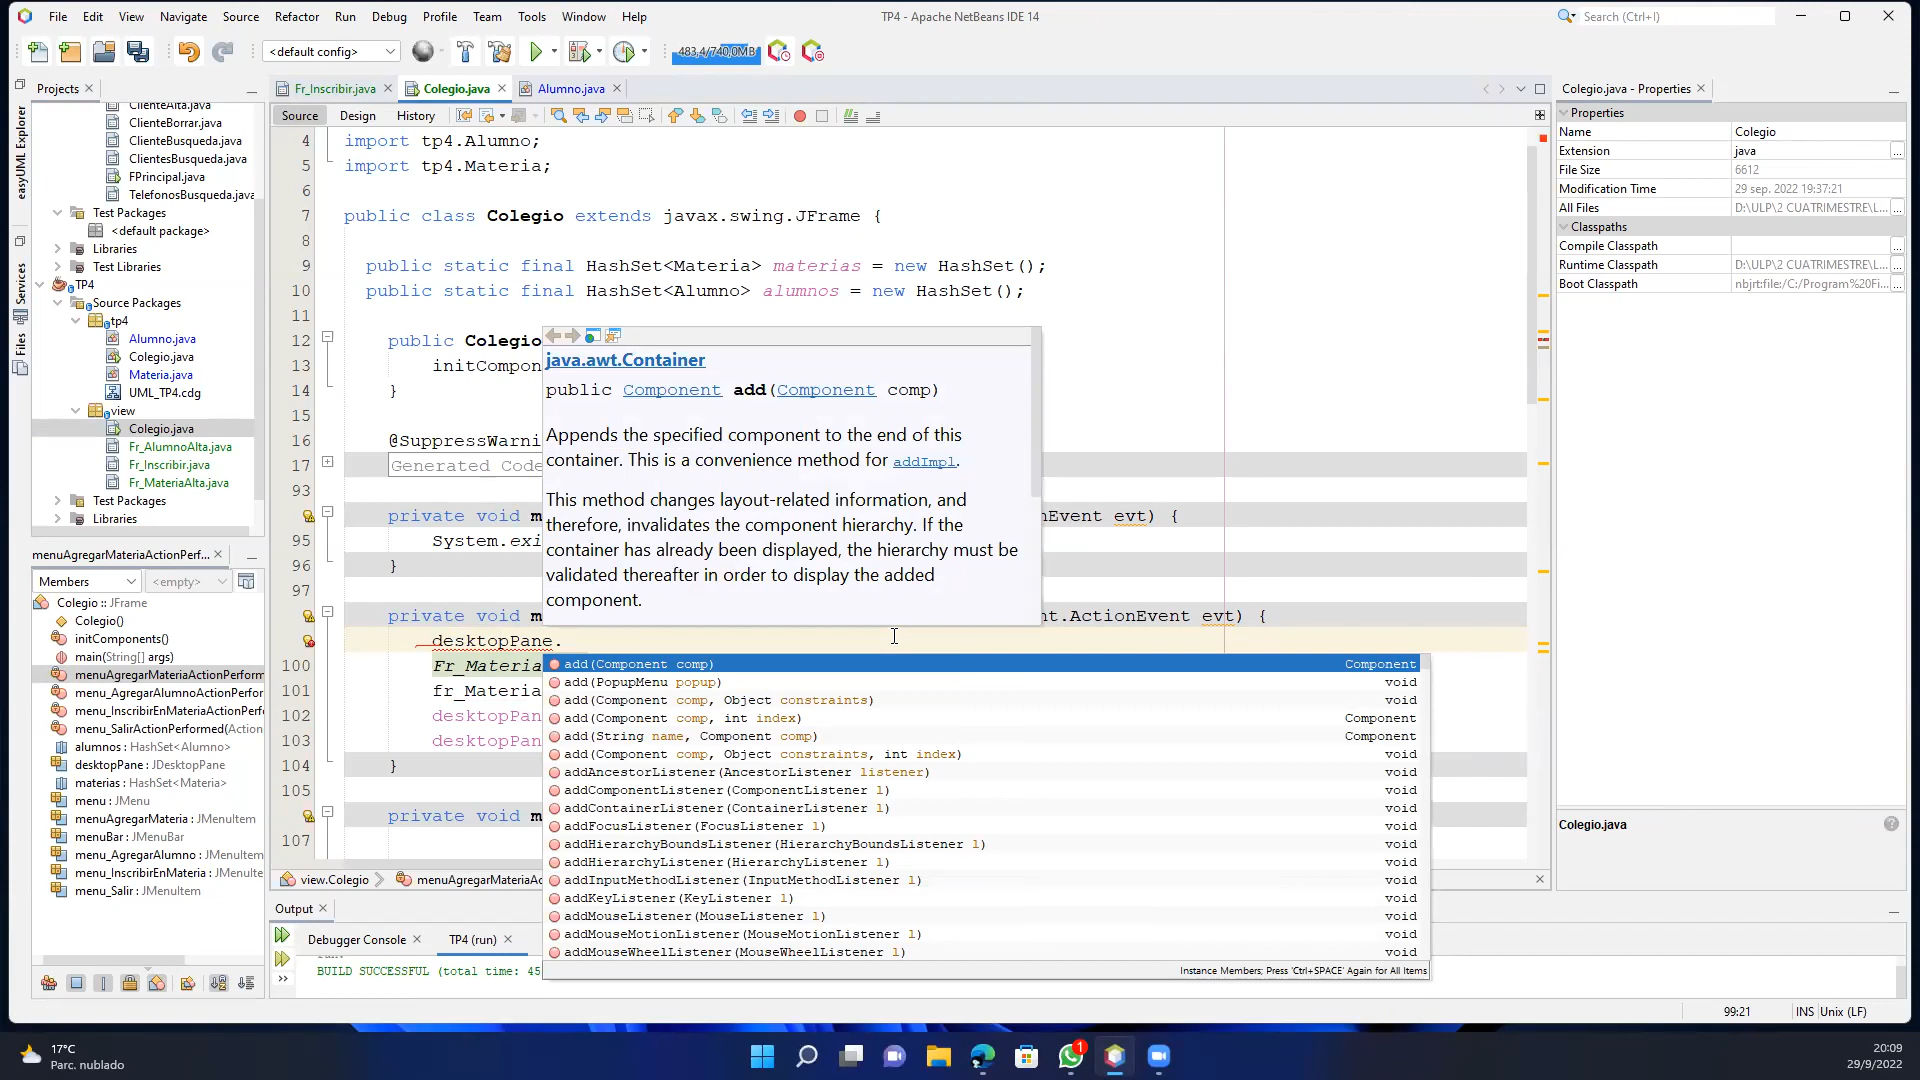 File Edit View Navigate Source Refactor Run Debug Profile Team Tools Window Help
TP4 - Apache NetBeans IDE 14
Search (Ctrl+I)
<default config>
483,4/740,0MB
Projects
Fr_Inscribir.java
Colegio.java
Alumno.java
Colegio.java - Properties
easyUML Explorer
Services
Files
ClienteAlta.java
ClienteBorrar.java
ClienteBusqueda.java
ClientesBusqueda.java
FPrincipal.java
TelefonosBusqueda.java
Test Packages
<default package>
Libraries
Test Libraries
TP4
Source Packages
tp4
Alumno.java
Colegio.java
Materia.java
UML_TP4.cdg
view
Colegio.java
Fr_AlumnoAlta.java
Fr_Inscribir.java
Fr_MateriaAlta.java
Test Packages
Libraries
menuAgregarMateriaActionPerf...
Members
<empty>
Colegio :: JFrame
Colegio()
initComponents()
main(String[] args)
menuAgregarMateriaActionPerform
menu_AgregarAlumnoActionPerfor
menu_InscribirEnMateriaActionPerfo
menu_SalirActionPerformed(Action
alumnos : HashSet<Alumno>
desktopPane : JDesktopPane
materias : HashSet<Materia>
menu : JMenu
menuAgregarMateria : JMenuItem
menuBar : JMenuBar
menu_AgregarAlumno : JMenuItem
menu_InscribirEnMateria : JMenuIte
menu_Salir : JMenuItem
Source Design History
4 import tp4.Alumno;
5 import tp4.Materia;
6
7 public class Colegio extends javax.swing.JFrame {
8
9 public static final HashSet<Materia> materias = new HashSet();
10 public static final HashSet<Alumno> alumnos = new HashSet();
11
12 public Colegio
13 initCompon
14 }
15
16 @SuppressWarni
17 Generated Code
93
private void m nEvent evt) {
95 System.exi
96 }
97
private void m nt.ActionEvent evt) {
desktopPane.
100 Fr_Materia
101 fr_Materia
102 desktopPan
103 desktopPan
104 }
105
private void m
107
java.awt.Container
public Component add(Component comp)
Appends the specified component to the end of this
container. This is a convenience method for addImpl.
This method changes layout-related information, and
therefore, invalidates the component hierarchy. If the
container has already been displayed, the hierarchy must be
validated thereafter in order to display the added
component.
add(Component comp) Component
add(PopupMenu popup) void
add(Component comp, Object constraints) void
add(Component comp, int index) Component
add(String name, Component comp) Component
add(Component comp, Object constraints, int index) void
addAncestorListener(AncestorListener listener) void
addComponentListener(ComponentListener l) void
addContainerListener(ContainerListener l) void
addFocusListener(FocusListener l) void
addHierarchyBoundsListener(HierarchyBoundsListener l) void
addHierarchyListener(HierarchyListener l) void
addInputMethodListener(InputMethodListener l) void
addKeyListener(KeyListener l) void
addMouseListener(MouseListener l) void
addMouseMotionListener(MouseMotionListener l) void
addMouseWheelListener(MouseWheelListener l) void
Instance Members; Press 'Ctrl+SPACE' Again for All Items
view.Colegio
menuAgregarMateriaAc
Output
Debugger Console
TP4 (run)
BUILD SUCCESSFUL (total time: 45
Properties
Name Colegio
Extension java
File Size 6612
Modification Time 29 sep. 2022 19:37:21
All Files D:\ULP\2 CUATRIMESTRE\L...
Classpaths
Compile Classpath
Runtime Classpath D:\ULP\2 CUATRIMESTRE\L...
Boot Classpath nbjrt:file:/C:/Program%20Fi...
Colegio.java
99:21
INS
Unix (LF)
17°C
Parc. nublado
1
20:09
29/9/2022